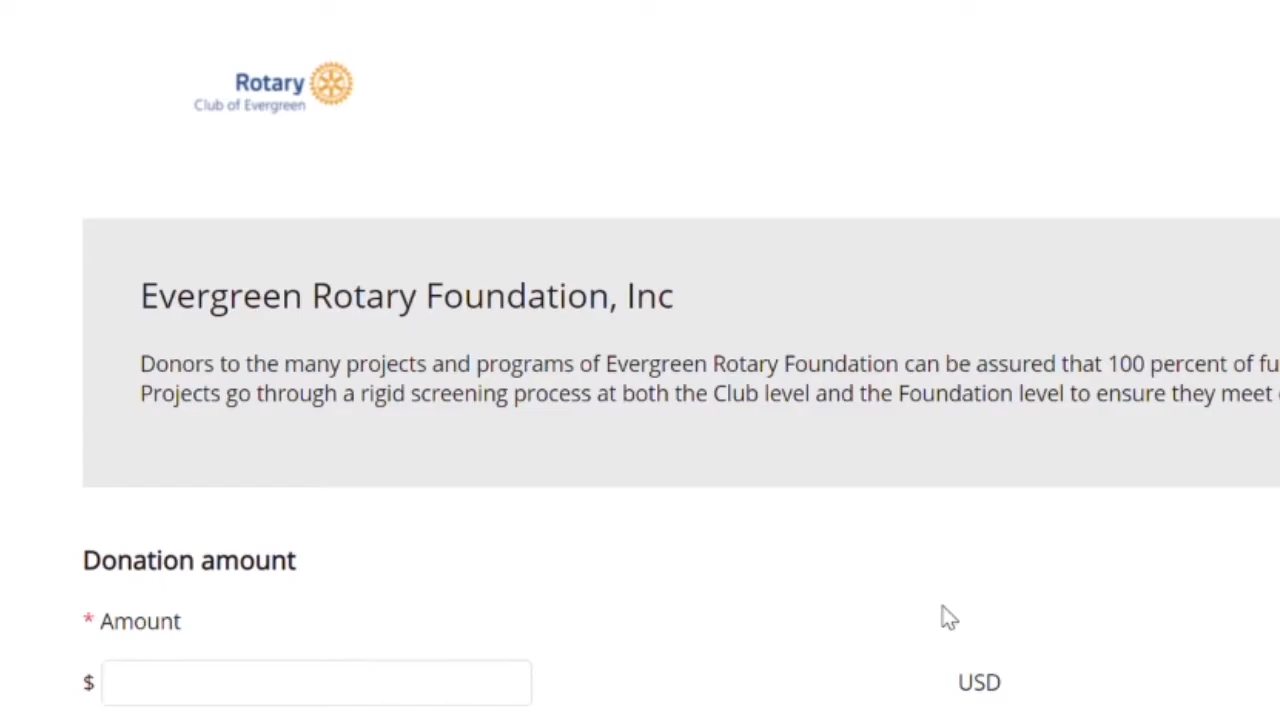 Rotary
Club of Evergreen
Evergreen Rotary Foundation, Inc
Donors to the many projects and programs of Evergreen Rotary Foundation can be assured that 100 percent of fu
Projects go through a rigid screening process at both the Club level and the Foundation level to ensure they meet
Donation amount
* Amount
$
USD